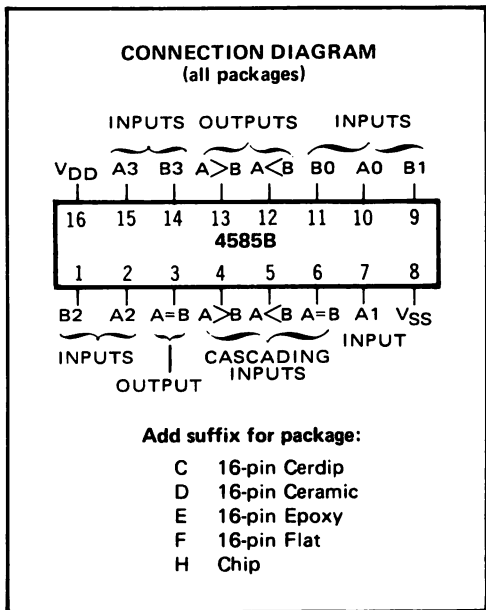 CONNECTION DIAGRAM
(all packages)
INPUTS OUTPUTS INPUTS
VDD A3 B3 A>B A<B B0 A0 B1
16 15 14 13 12 11 10 9
4585B
1 2 3 4 5 6 7 8
B2 A2 A=B A>B A<B A=B A1 VSS
INPUTS CASCADING INPUT
INPUTS
OUTPUT
Add suffix for package:
C 16-pin Cerdip
D 16-pin Ceramic
E 16-pin Epoxy
F 16-pin Flat
H Chip